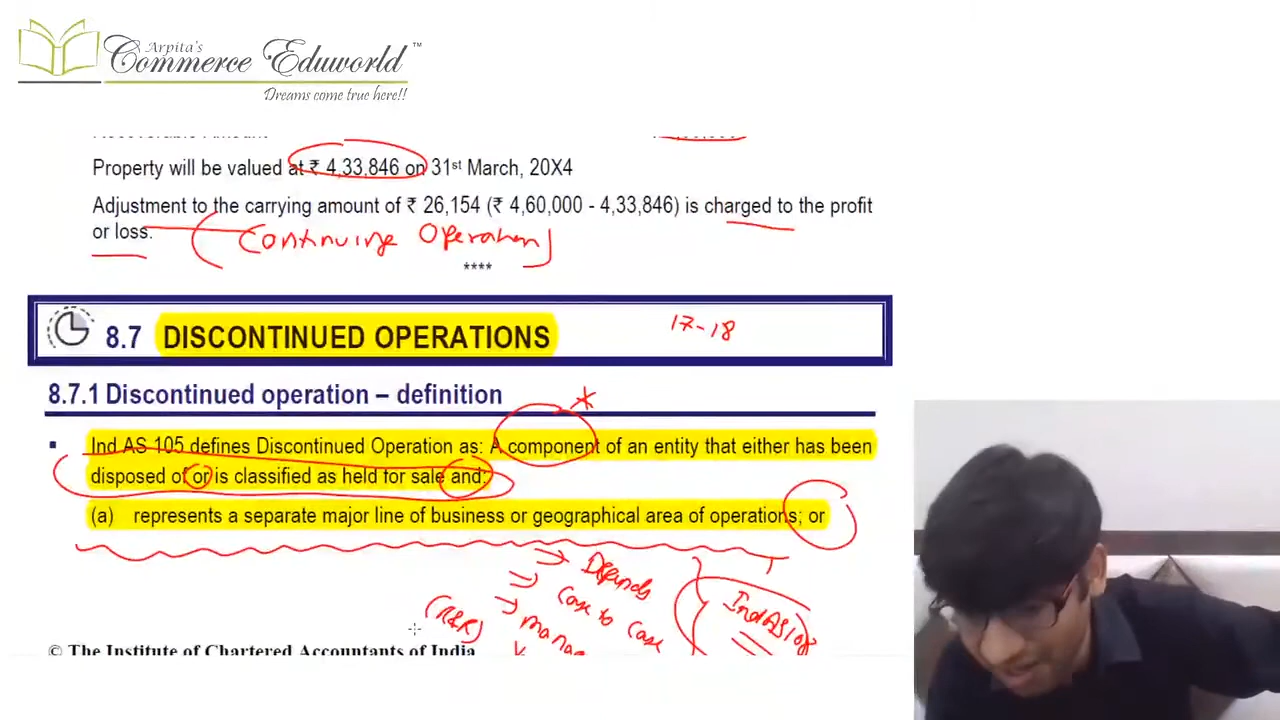 Arpita's
Commerce Eduworld™
Dreams come true here!!
Property will be valued at ₹ 4,33,846 on 31st March, 20X4
Adjustment to the carrying amount of ₹ 26,154 (₹ 4,60,000 - 4,33,846) is charged to the profit
or loss.
(Continuing Operation)
****
8.7 DISCONTINUED OPERATIONS
17-18
8.7.1 Discontinued operation – definition
▪ Ind AS 105 defines Discontinued Operation as: A component of an entity that either has been
disposed of or is classified as held for sale and:
(a) represents a separate major line of business or geographical area of operations; or
Depends
Case to Case
(R&R)
© The Institute of Chartered Accountants of India